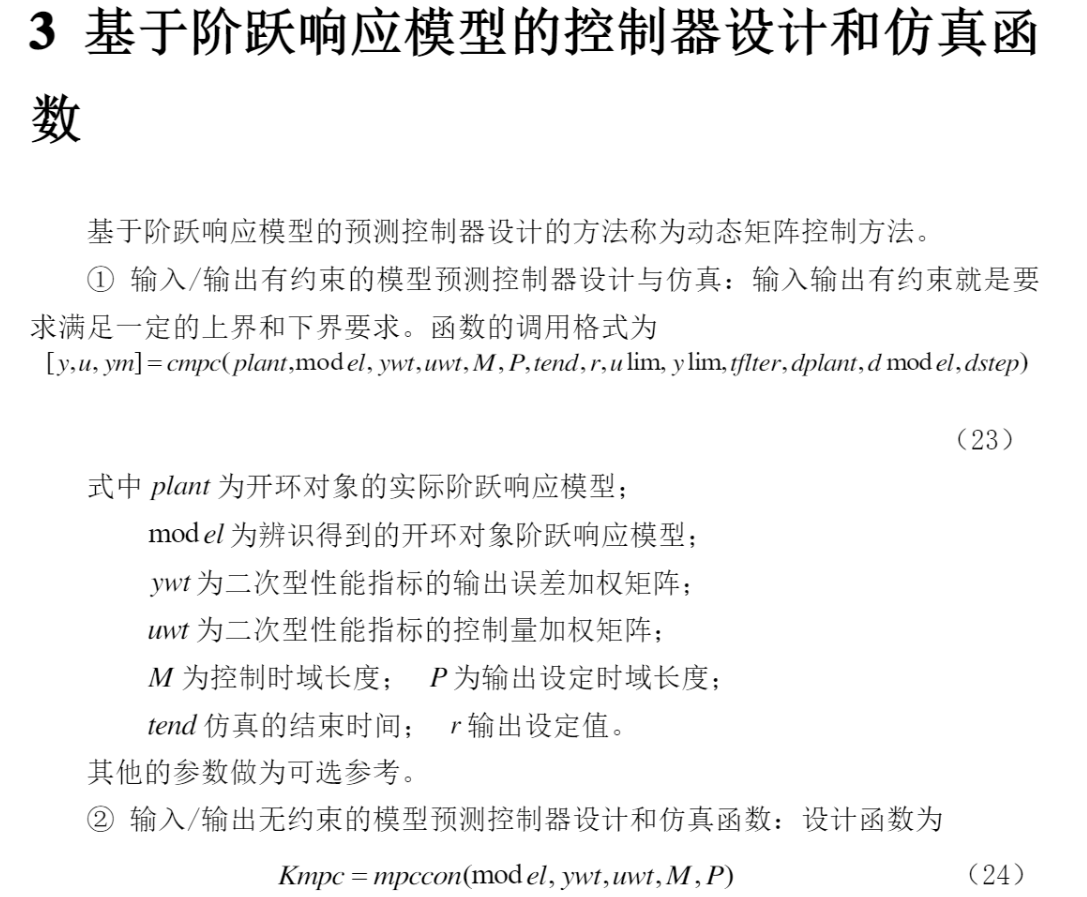 3 基于阶跃响应模型的控制器设计和仿真函
数
基于阶跃响应模型的预测控制器设计的方法称为动态矩阵控制方法。
① 输入/输出有约束的模型预测控制器设计与仿真：输入输出有约束就是要
求满足一定的上界和下界要求。函数的调用格式为
[y,u, ym]=cmpc( plant,model, ywt,uwt, M, P,tend, r,u lim, y lim,tflter, dplant,d model,dstep)
（23）
式中 plant 为开环对象的实际阶跃响应模型；
model 为辨识得到的开环对象阶跃响应模型；
ywt 为二次型性能指标的输出误差加权矩阵；
uwt 为二次型性能指标的控制量加权矩阵；
M 为控制时域长度； P 为输出设定时域长度；
tend 仿真的结束时间； r 输出设定值。
其他的参数做为可选参考。
② 输入/输出无约束的模型预测控制器设计和仿真函数：设计函数为
Kmpc = mpccon(model, ywt,uwt, M, P) （24）